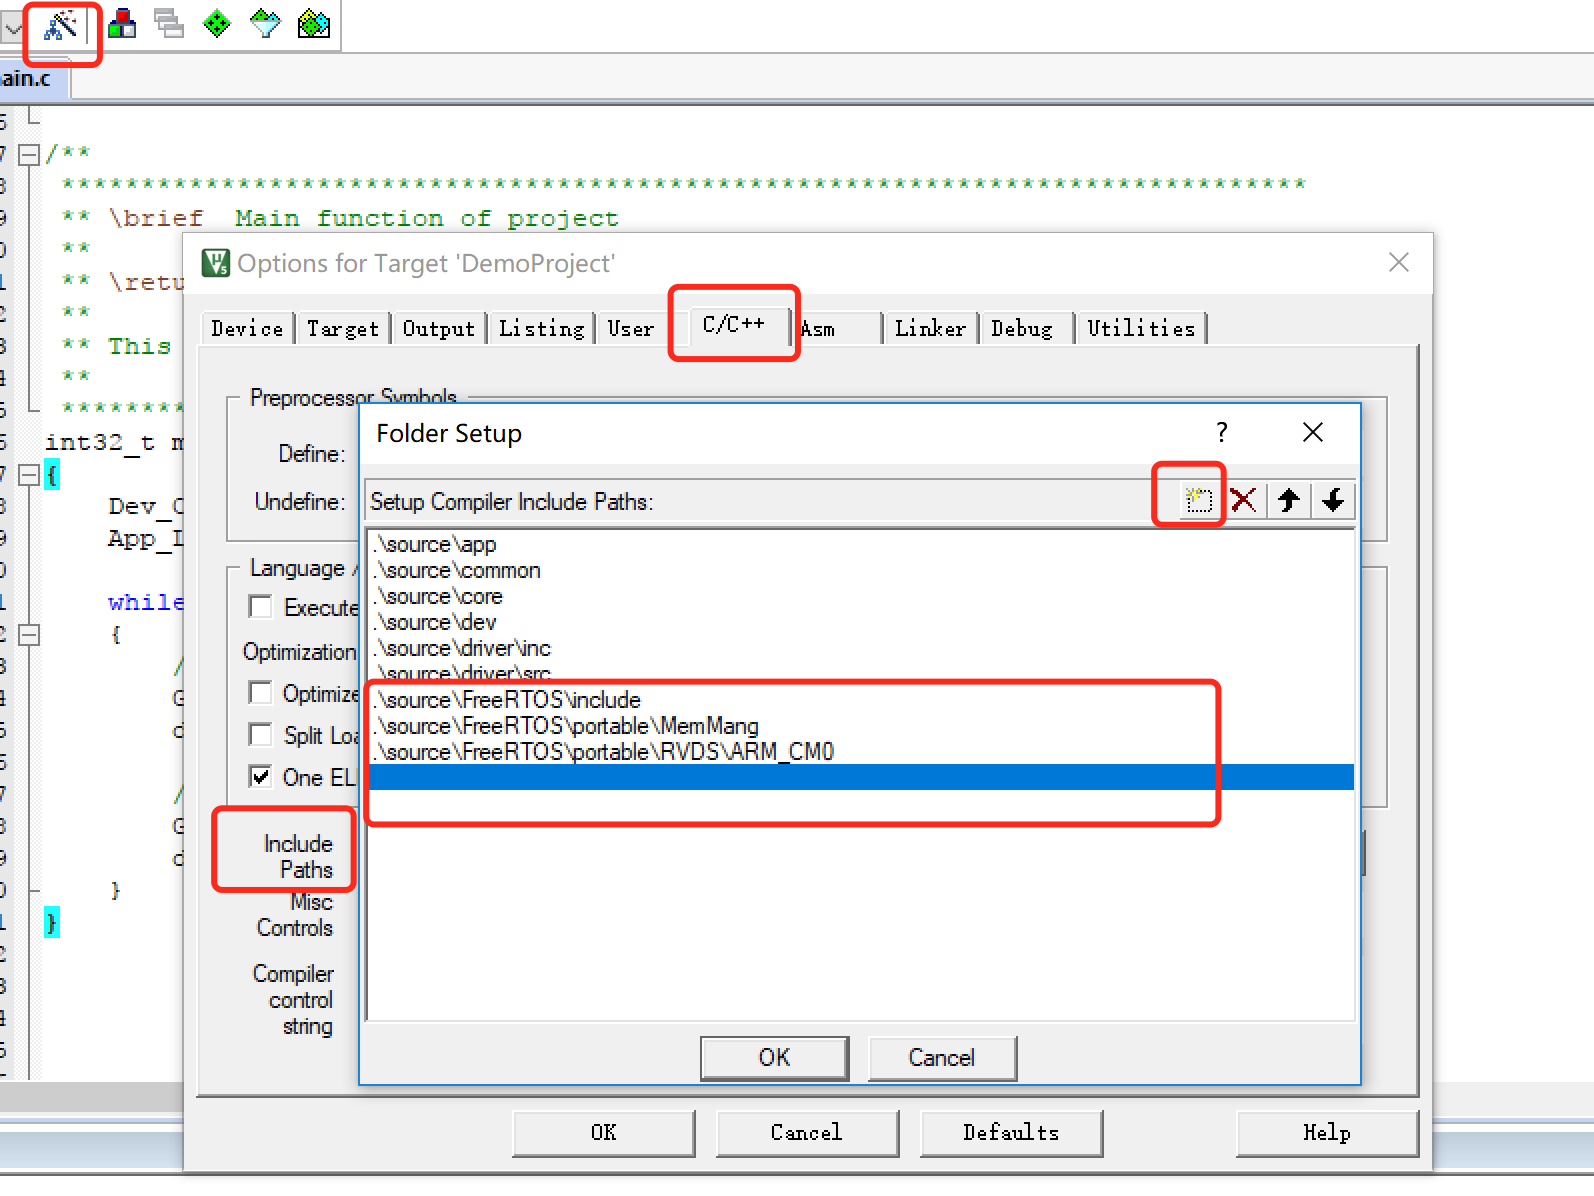 main.c
/**
*******************************************************************************
** \brief  Main function of project
**
** \retu
**
** This
**
********
int32_t m
{
Dev_C
App_I
while
{
/
G
d
/
G
d
}
}
Options for Target 'DemoProject'
Device Target Output Listing User C/C++ Asm Linker Debug Utilities
Preprocessor Symbols
Define:
Undefine:
Language /
Execute
Optimization
Optimize
Split Loa
One EL
Include
Paths
Misc
Controls
Compiler
control
string
Folder Setup
?
Setup Compiler Include Paths:
.\source\app
.\source\common
.\source\core
.\source\dev
.\source\driver\inc
.\source\driver\src
.\source\FreeRTOS\include
.\source\FreeRTOS\portable\MemMang
.\source\FreeRTOS\portable\RVDS\ARM_CM0
OK Cancel
OK Cancel Defaults Help